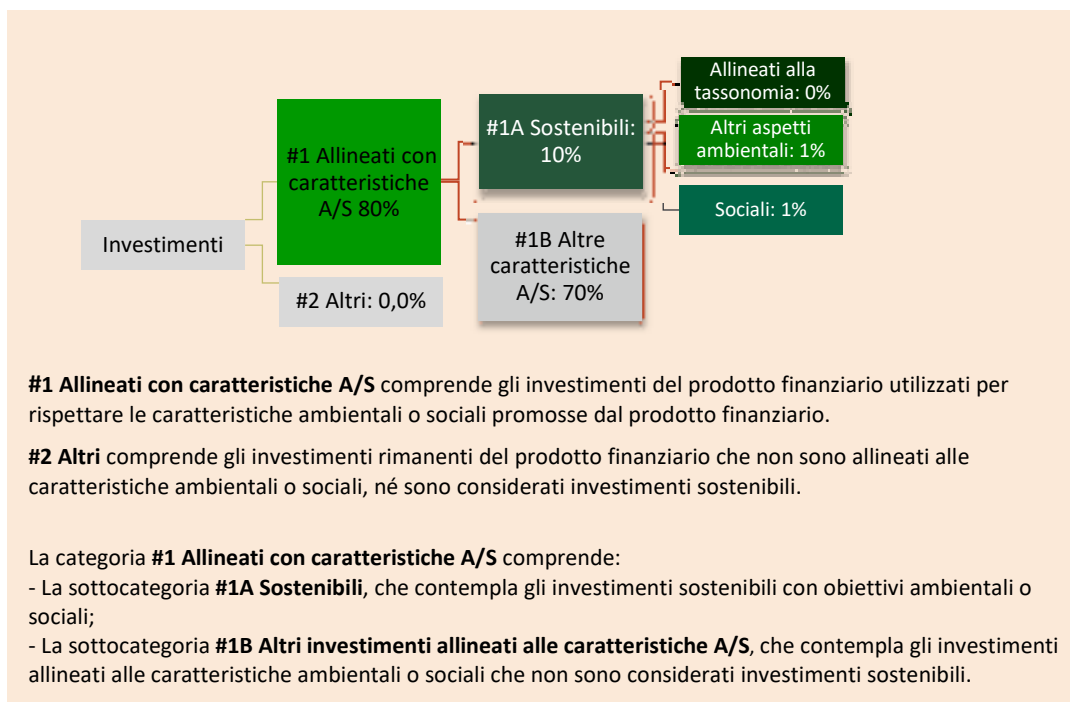 Allineati alla
tassonomia: 0%
#1A Sostenibili:
10%
Altri aspetti
ambientali: 1%
#1 Allineati con
caratteristiche
A/S 80%
Sociali: 1%
Investimenti
#1B Altre
caratteristiche
A/S: 70%
#2 Altri: 0,0%
#1 Allineati con caratteristiche A/S comprende gli investimenti del prodotto finanziario utilizzati per
rispettare le caratteristiche ambientali o sociali promosse dal prodotto finanziario.
#2 Altri comprende gli investimenti rimanenti del prodotto finanziario che non sono allineati alle
caratteristiche ambientali o sociali, né sono considerati investimenti sostenibili.
La categoria #1 Allineati con caratteristiche A/S comprende:
- La sottocategoria #1A Sostenibili, che contempla gli investimenti sostenibili con obiettivi ambientali o
sociali;
- La sottocategoria #1B Altri investimenti allineati alle caratteristiche A/S, che contempla gli investimenti
allineati alle caratteristiche ambientali o sociali che non sono considerati investimenti sostenibili.